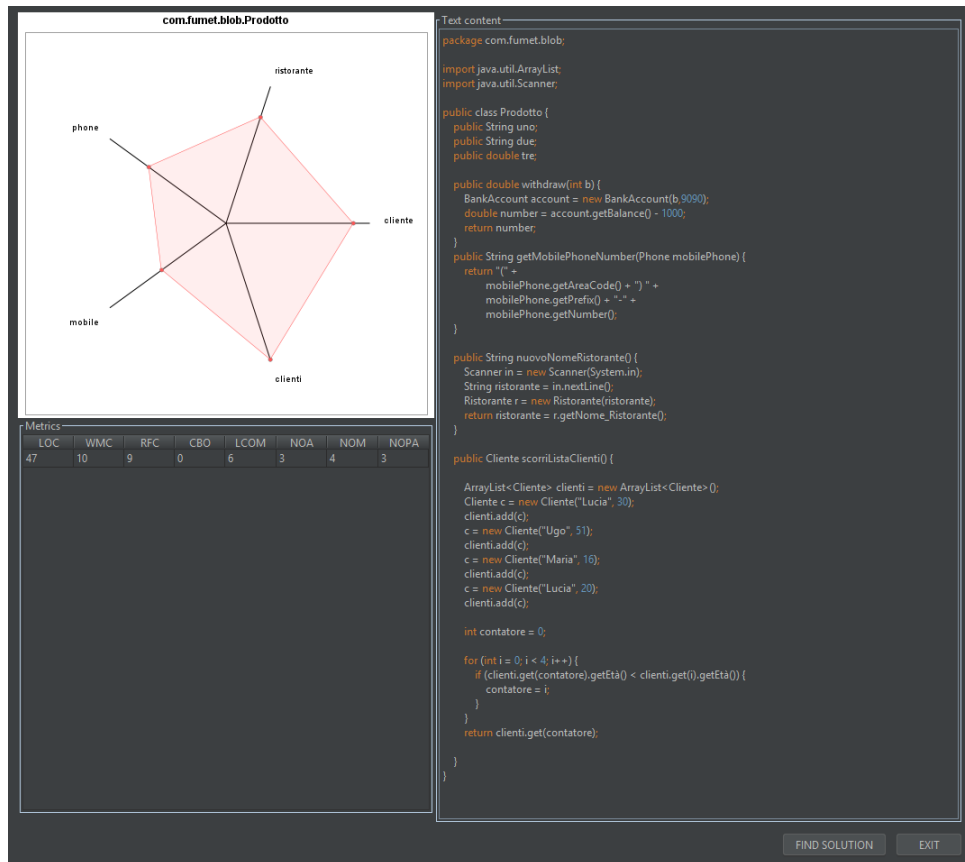 com.fumet.blob.Prodotto
ristorante
phone
cliente
mobile
clienti
Metrics
LOC WMC RFC CBO LCOM NOA NOM NOPA
47 10 9 0 6 3 4 3
Text content
package com.fumet.blob;
import java.util.ArrayList;
import java.util.Scanner;
public class Prodotto {
public String uno;
public String due;
public double tre;
public double withdraw(int b) {
BankAccount account = new BankAccount(b,9090);
double number = account.getBalance() - 1000;
return number;
}
public String getMobilePhoneNumber(Phone mobilePhone) {
return "(" +
mobilePhone.getAreaCode() + ") " +
mobilePhone.getPrefix() + "-" +
mobilePhone.getNumber();
}
public String nuovoNomeRistorante() {
Scanner in = new Scanner(System.in);
String ristorante = in.nextLine();
Ristorante r = new Ristorante(ristorante);
return ristorante = r.getNome_Ristorante();
}
public Cliente scorriListaClienti() {
ArrayList<Cliente> clienti = new ArrayList<Cliente>();
Cliente c = new Cliente("Lucia", 30);
clienti.add(c);
c = new Cliente("Ugo", 51);
clienti.add(c);
c = new Cliente("Maria", 16);
clienti.add(c);
c = new Cliente("Lucia", 20);
clienti.add(c);
int contatore = 0;
for (int i = 0; i < 4; i++) {
if (clienti.get(contatore).getEtà() < clienti.get(i).getEtà()) {
contatore = i;
}
}
return clienti.get(contatore);
}
}
FIND SOLUTION
EXIT